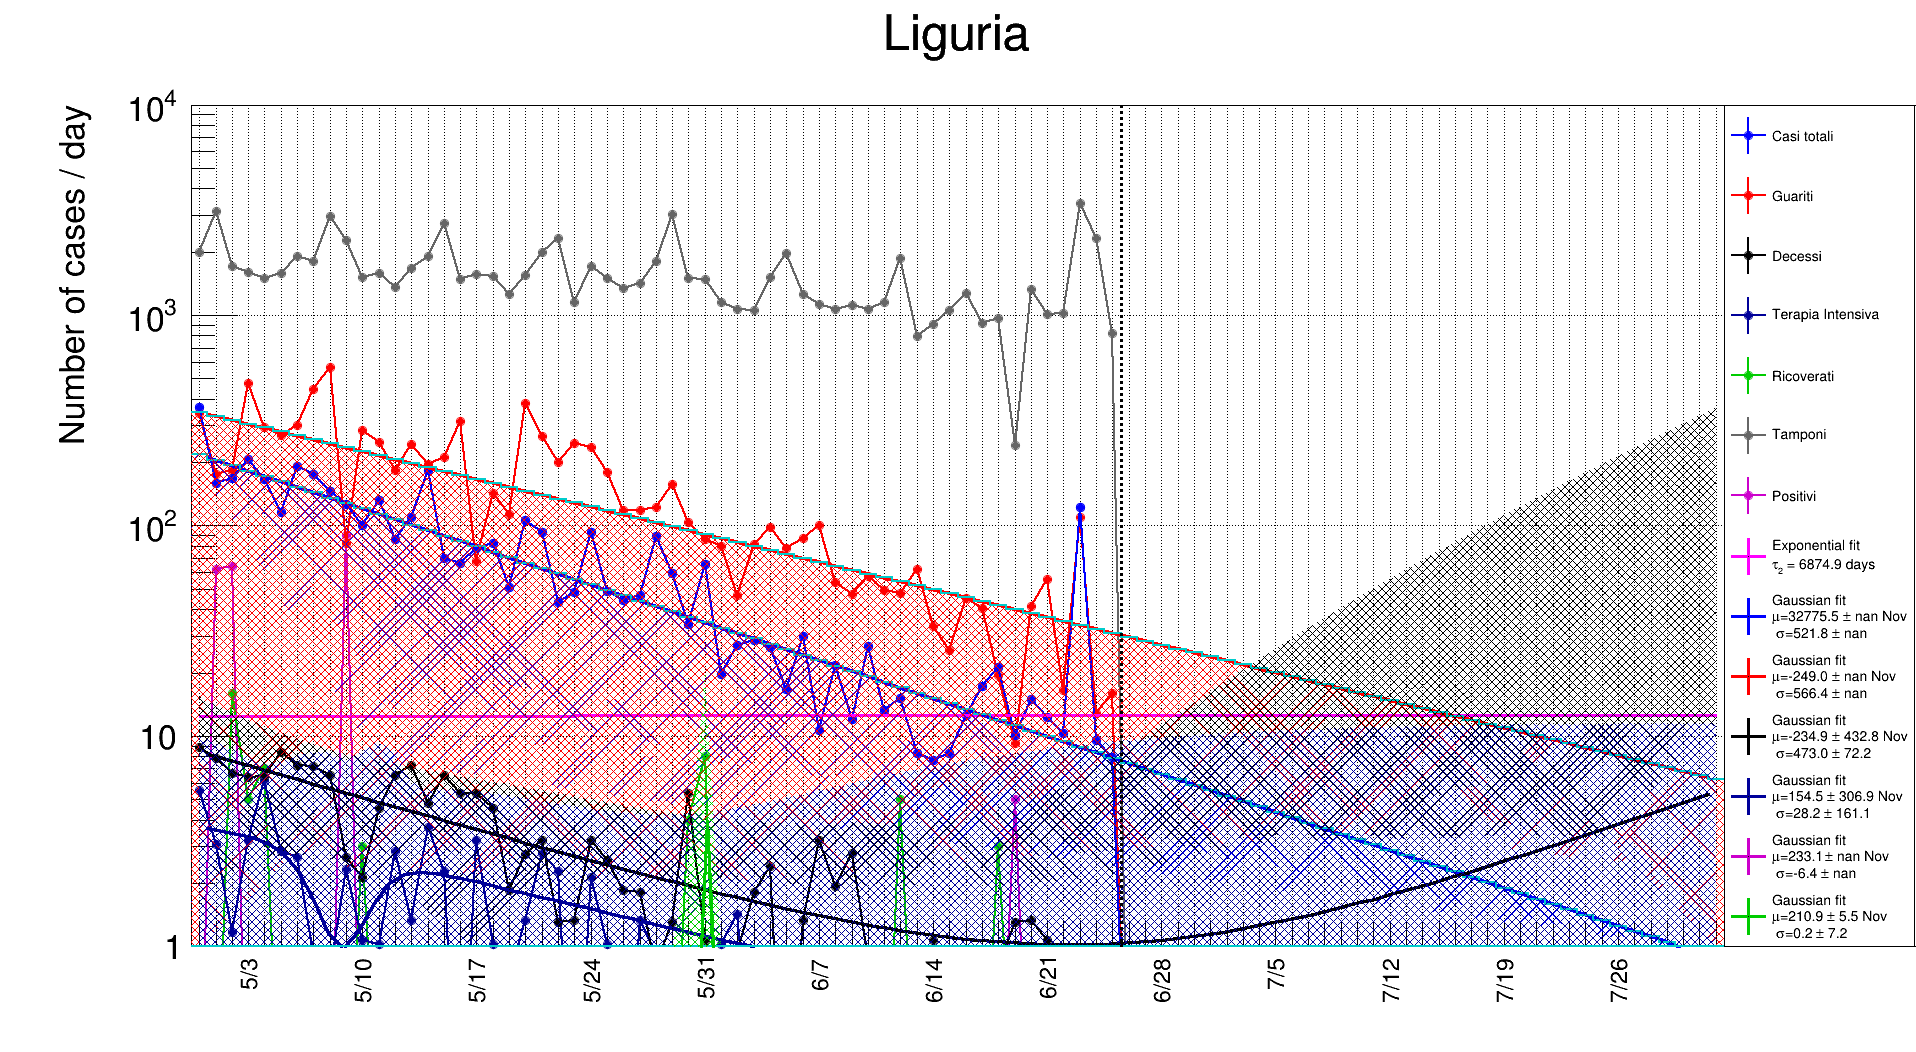 Liguria
Number of cases / day
10^4
10^3
10^2
10
1
5/3
5/10
5/17
5/24
5/31
6/7
6/14
6/21
6/28
7/5
7/12
7/19
7/26
Casi totali
Guariti
Decessi
Terapia Intensiva
Ricoverati
Tamponi
Positivi
Exponential fit
τ₂ = 6874.9 days
Gaussian fit
μ=32775.5 ± nan Nov
σ=521.8 ± nan
Gaussian fit
μ=-249.0 ± nan Nov
σ=566.4 ± nan
Gaussian fit
μ=-234.9 ± 432.8 Nov
σ=473.0 ± 72.2
Gaussian fit
μ=154.5 ± 306.9 Nov
σ=28.2 ± 161.1
Gaussian fit
μ=233.1 ± nan Nov
σ=-6.4 ± nan
Gaussian fit
μ=210.9 ± 5.5 Nov
σ=0.2 ± 7.2